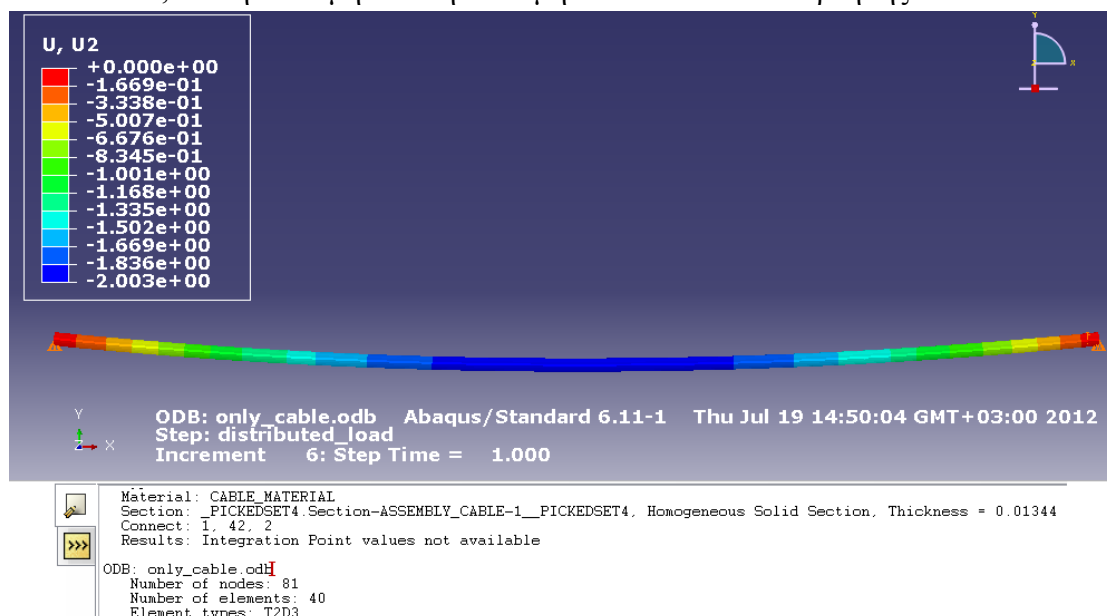 U, U2
+0.000e+00
-1.669e-01
-3.338e-01
-5.007e-01
-6.676e-01
-8.345e-01
-1.001e+00
-1.168e+00
-1.335e+00
-1.502e+00
-1.669e+00
-1.836e+00
-2.003e+00
Y
X
Z
Y
X
Z
ODB: only_cable.odb Abaqus/Standard 6.11-1 Thu Jul 19 14:50:04 GMT+03:00 2012
Step: distributed_load
Increment 6: Step Time = 1.000
Material: CABLE_MATERIAL
Section: _PICKEDSET4.Section-ASSEMBLY_CABLE-1__PICKEDSET4, Homogeneous Solid Section, Thickness = 0.01344
Connect: 1, 42, 2
Results: Integration Point values not available
>>>
ODB: only_cable.odb
Number of nodes: 81
Number of elements: 40
Element types: T2D3